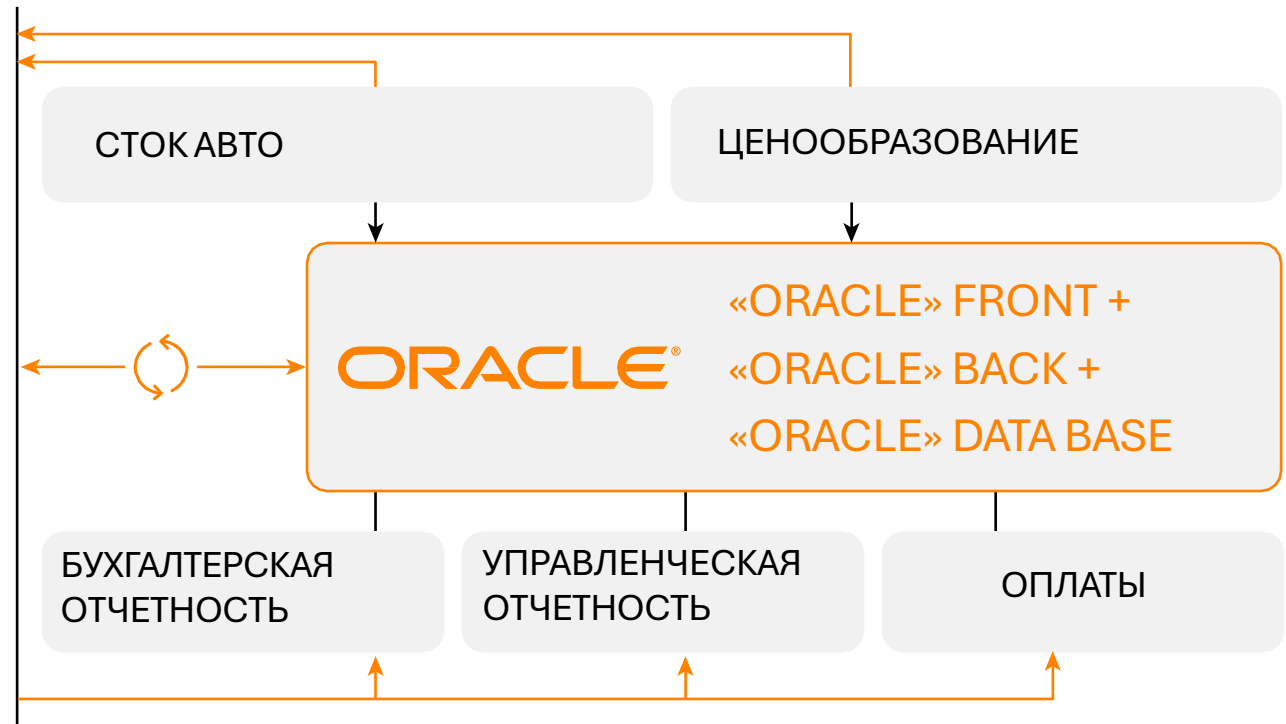 СТОК АВТО
ЦЕНООБРАЗОВАНИЕ
ORACLE®
«ORACLE» FRONT +
«ORACLE» BACK +
«ORACLE» DATA BASE
БУХГАЛТЕРСКАЯ
ОТЧЕТНОСТЬ
УПРАВЛЕНЧЕСКАЯ
ОТЧЕТНОСТЬ
ОПЛАТЫ